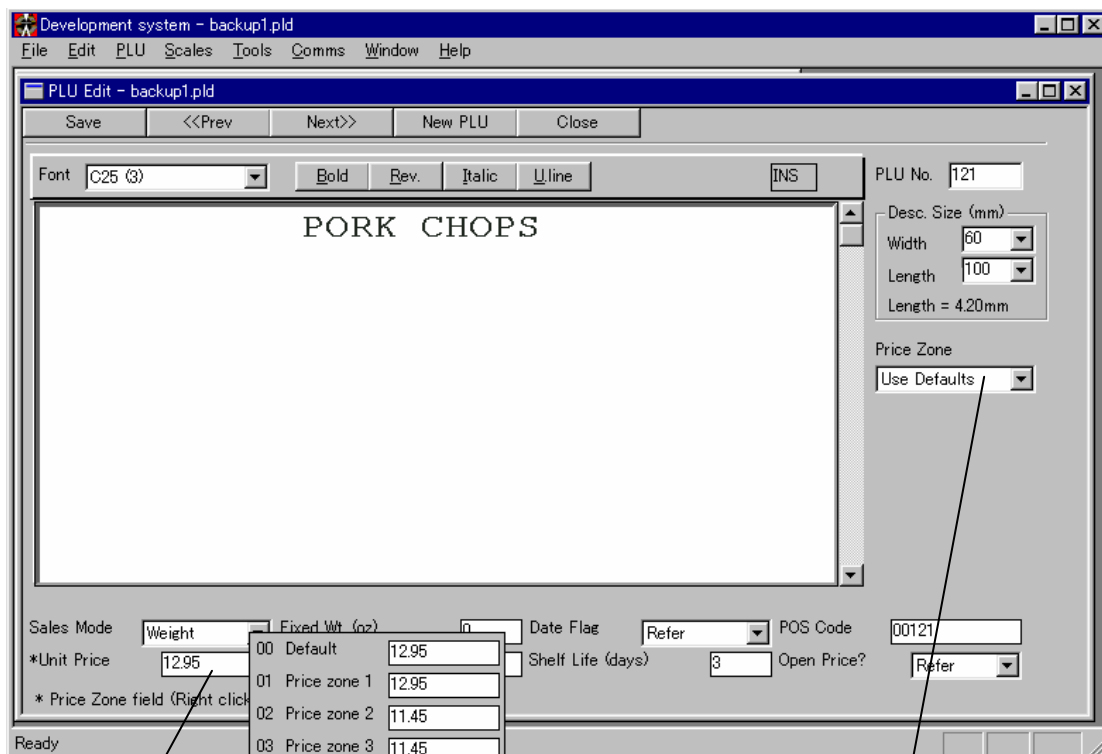 Development system - backup1.pld
File Edit PLU Scales Tools Comms Window Help
PLU Edit - backup1.pld
Save <<Prev Next>> New PLU Close
Font C25 (3) Bold Rev. Italic U.line INS PLU No. 121
PORK CHOPS
Desc. Size (mm)
Width 60
Length 100
Length = 4.20mm
Price Zone
Use Defaults
Sales Mode Weight Fixed Wt. (oz) 0 Date Flag Refer POS Code 00121
*Unit Price 12.95 Shelf Life (days) 3 Open Price? Refer
* Price Zone field (Right click
00 Default 12.95
01 Price zone 1 12.95
02 Price zone 2 11.45
03 Price zone 3 11.45
Ready